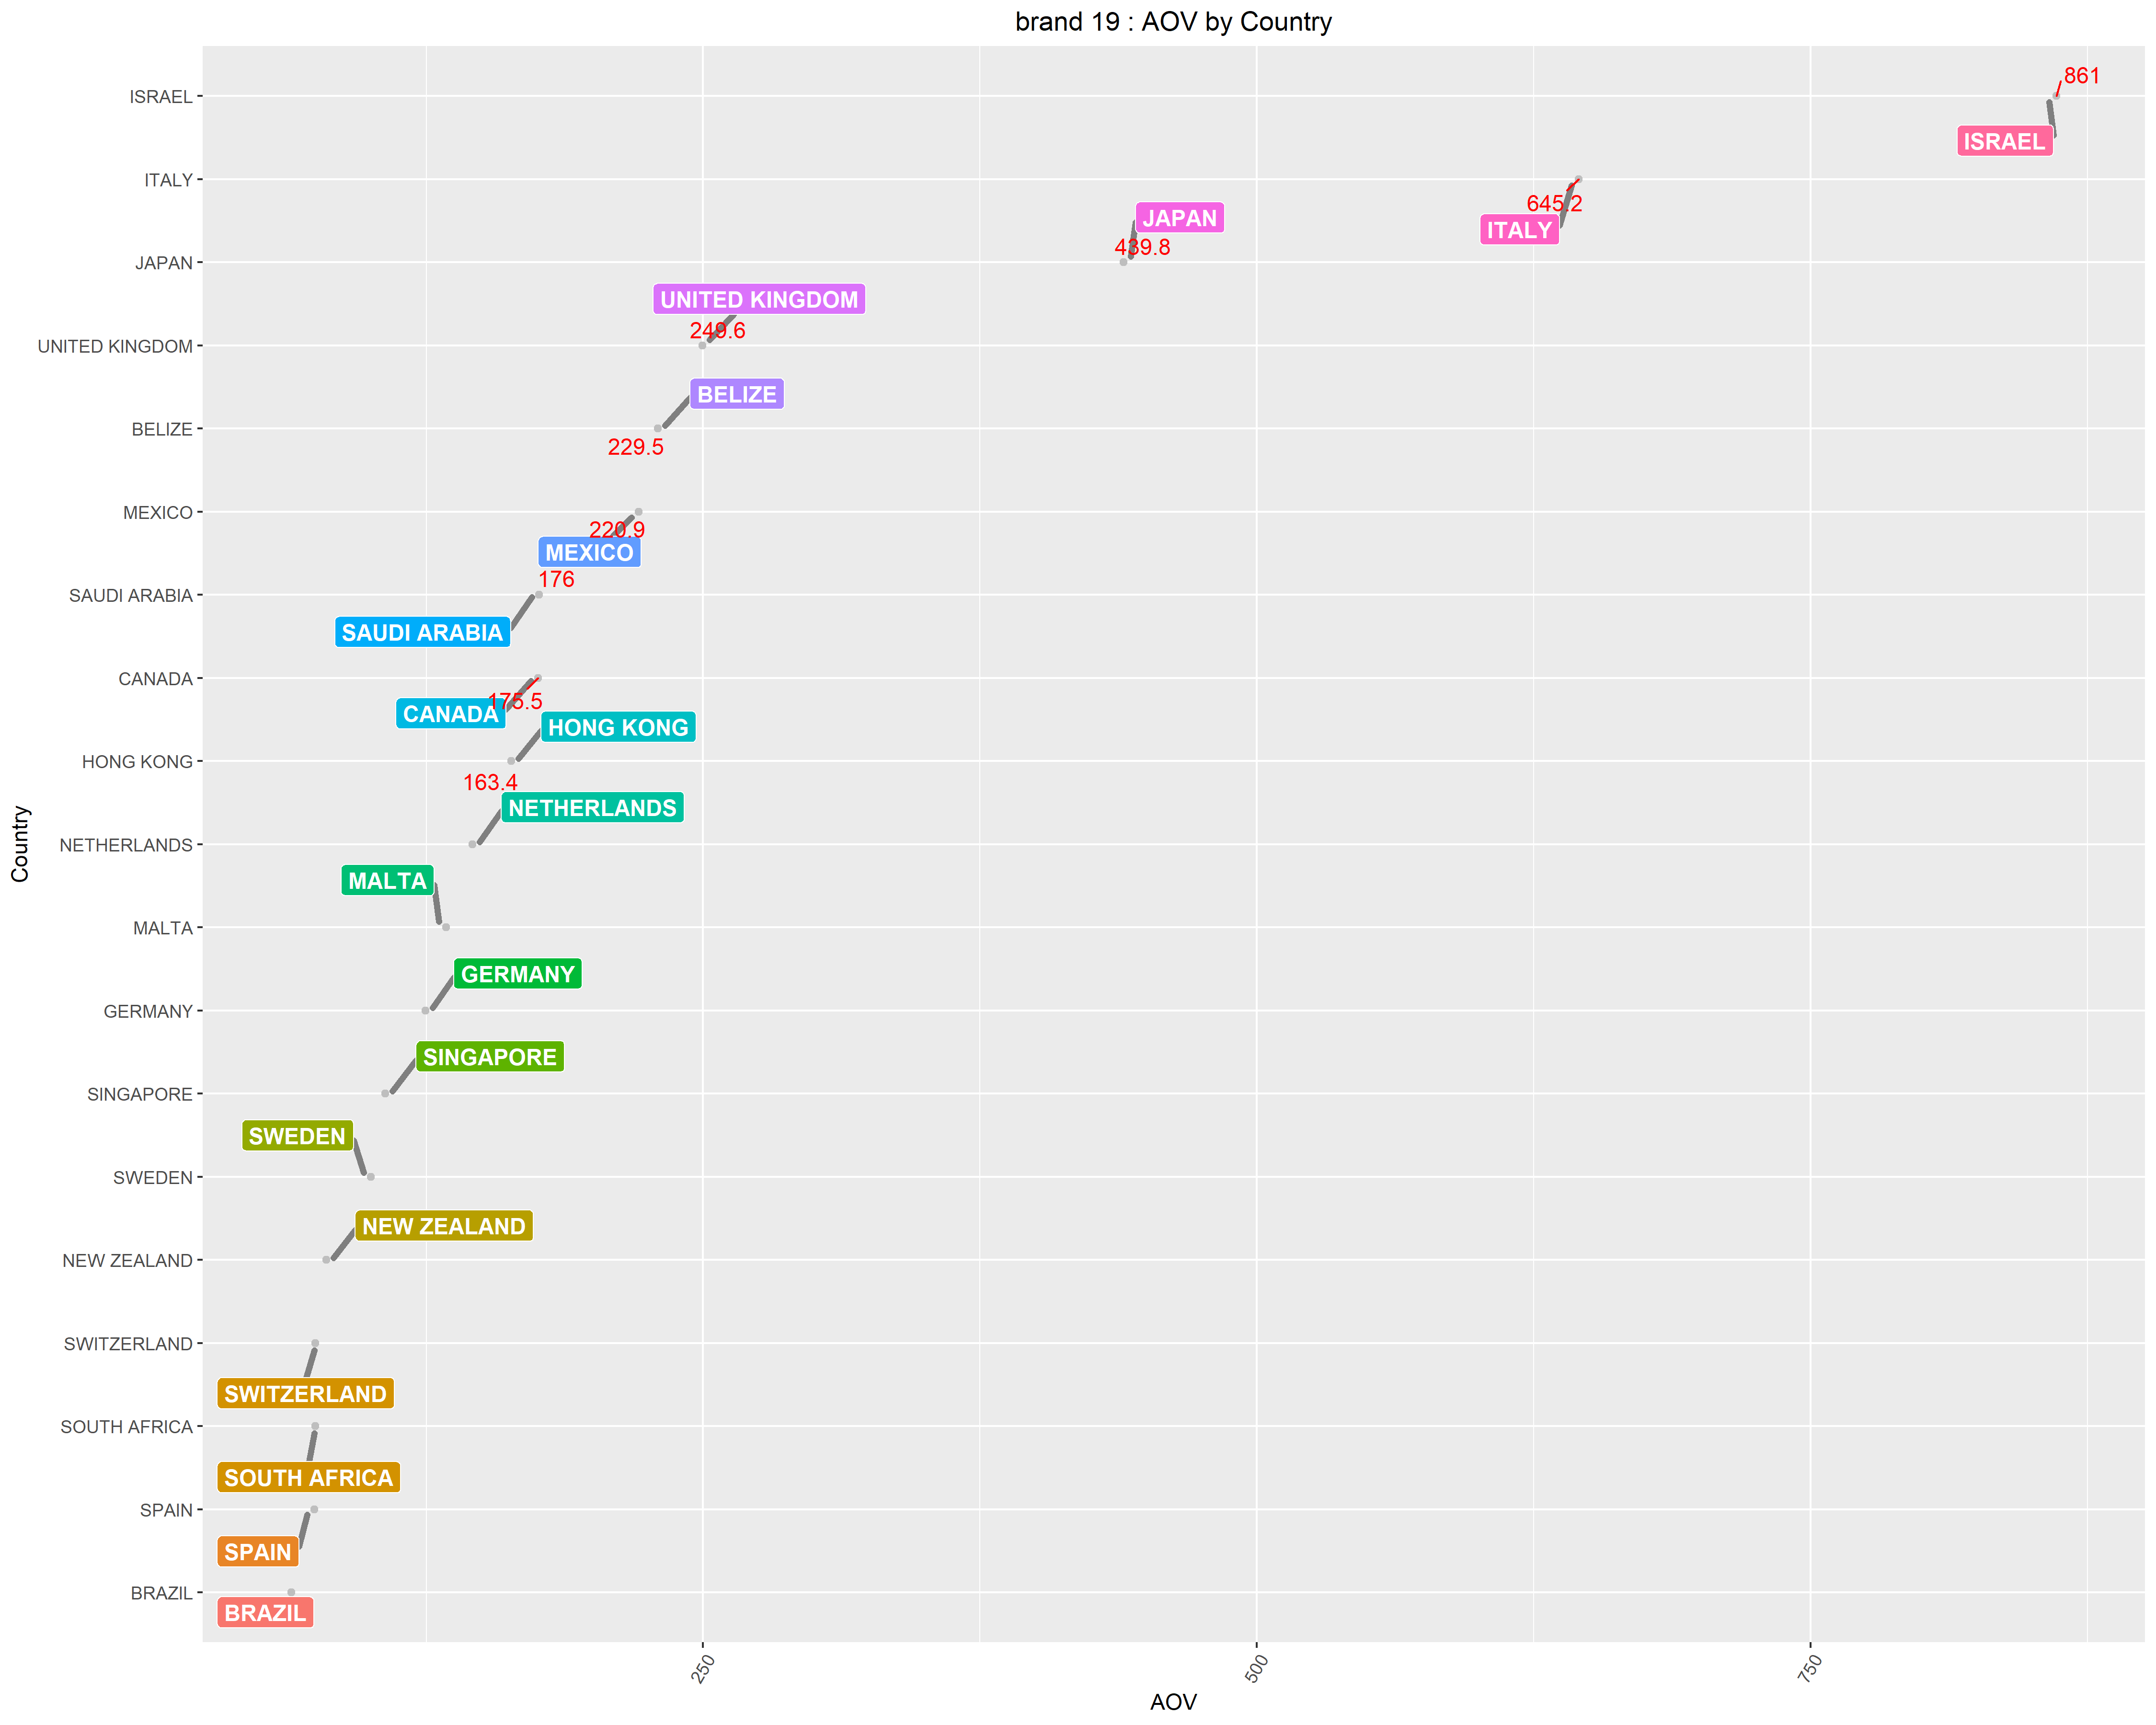 brand 19 : AOV by Country
861
ISRAEL
ISRAEL
ITALY
645.2
JAPAN
ITALY
439.8
JAPAN
UNITED KINGDOM
249.6
UNITED KINGDOM
BELIZE
BELIZE
229.5
MEXICO
220.9
MEXICO
176
SAUDI ARABIA
SAUDI ARABIA
CANADA
175.5
CANADA
HONG KONG
HONG KONG
163.4
NETHERLANDS
NETHERLANDS
MALTA
MALTA
GERMANY
GERMANY
SINGAPORE
SINGAPORE
SWEDEN
SWEDEN
NEW ZEALAND
NEW ZEALAND
SWITZERLAND
SWITZERLAND
SOUTH AFRICA
SOUTH AFRICA
SPAIN
SPAIN
BRAZIL
BRAZIL
Country
250
500
750
AOV